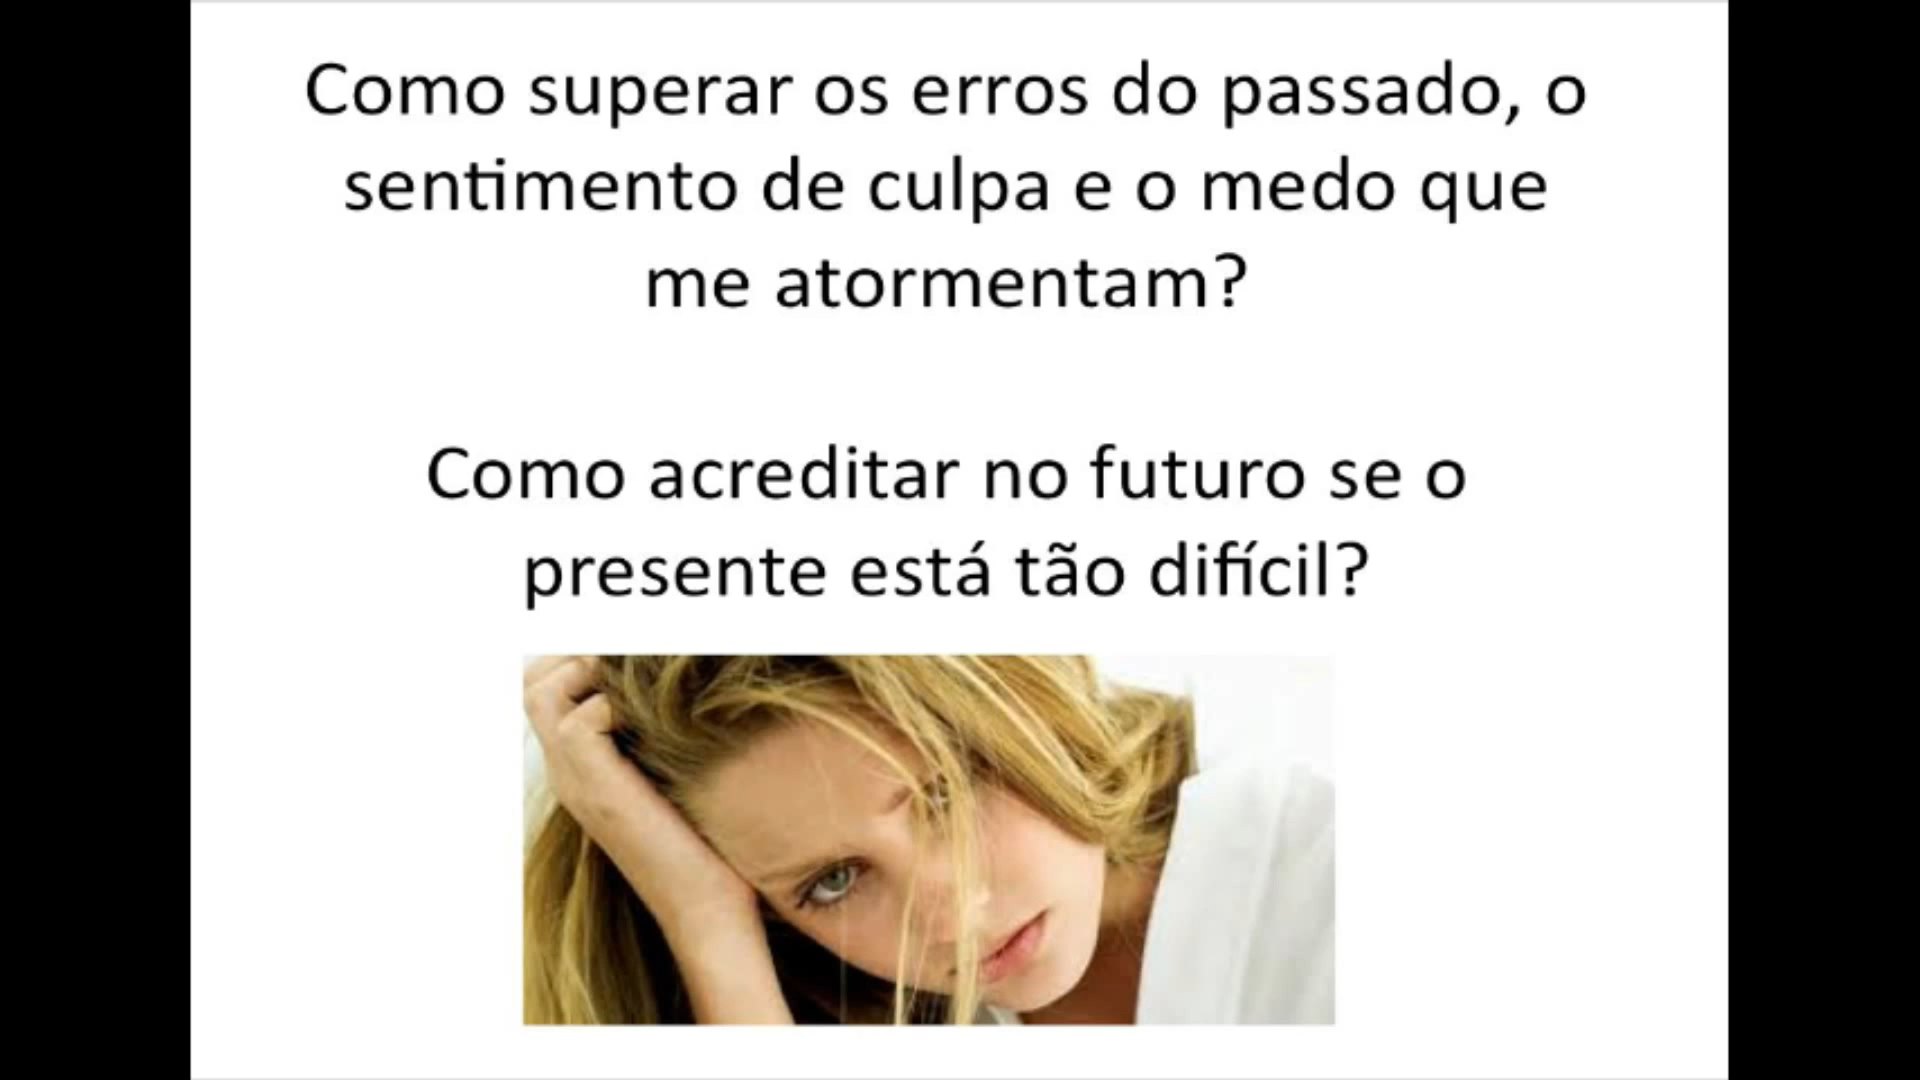 Como superar os erros do passado, o
sentimento de culpa e o medo que
me atormentam?
Como acreditar no futuro se o
presente está tão difícil?